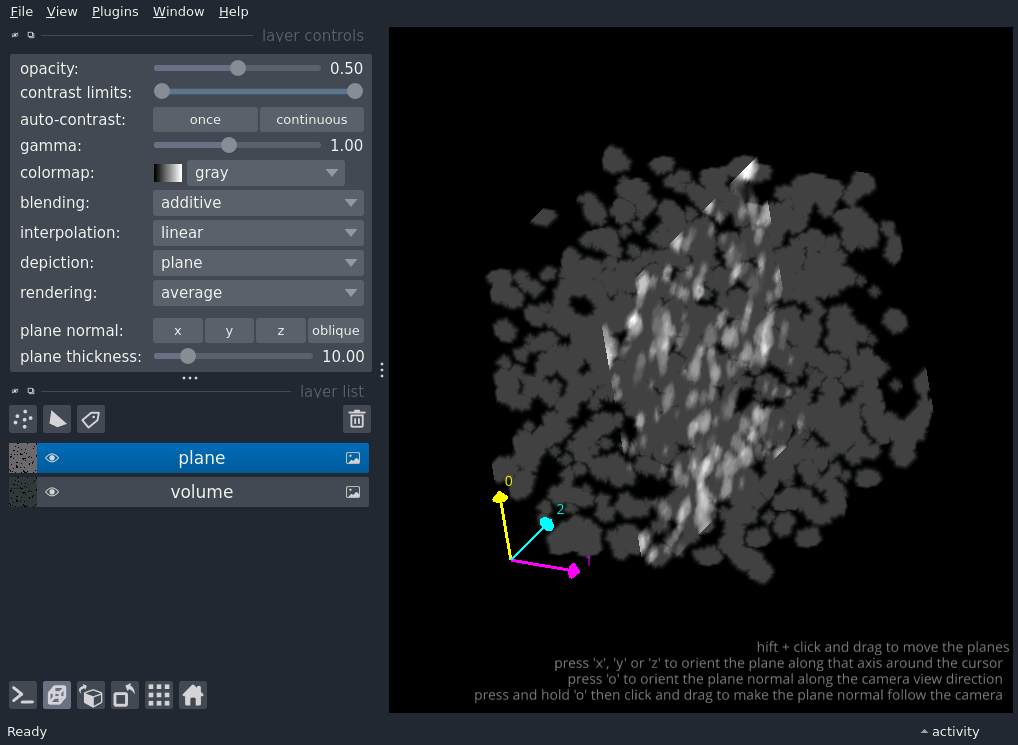 File View Plugins Window Help
layer controls
opacity: 0.50
contrast limits:
auto-contrast: once continuous
gamma: 1.00
colormap: gray
blending: additive
interpolation: linear
depiction: plane
rendering: average
plane normal: x y z oblique
plane thickness: 10.00
layer list
plane
volume
0
2
1
hift + click and drag to move the planes
press 'x', 'y' or 'z' to orient the plane along that axis around the cursor
press 'o' to orient the plane normal along the camera view direction
press and hold 'o' then click and drag to make the plane normal follow the camera
Ready activity